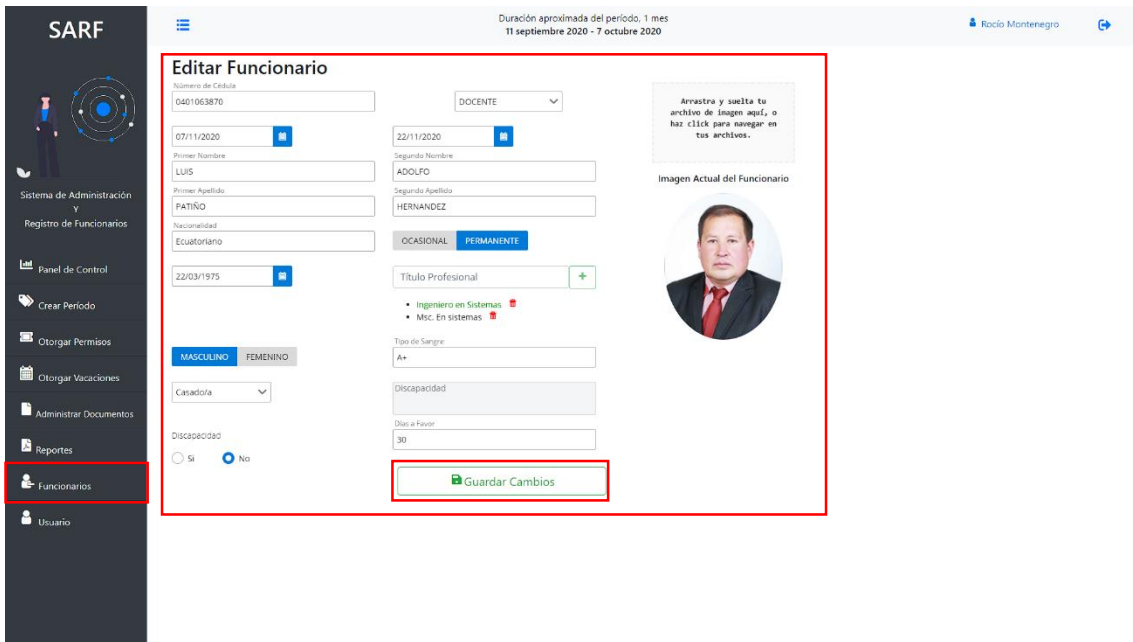 SARF
Duración aproximada del período, 1 mes
11 septiembre 2020 - 7 octubre 2020
Rocío Montenegro
Sistema de Administración
Y
Registro de Funcionarios
Panel de Control
Crear Período
Otorgar Permisos
Otorgar Vacaciones
Administrar Documentos
Reportes
Funcionarios
Usuario
Editar Funcionario
Número de Cédula
0401063870
DOCENTE
07/11/2020
22/11/2020
Primer Nombre
Segundo Nombre
LUIS
ADOLFO
Primer Apellido
Segundo Apellido
PATIÑO
HERNANDEZ
Nacionalidad
Ecuatoriano
OCASIONAL PERMANENTE
22/03/1975
Título Profesional
+
Ingeniero en Sistemas
Msc. En sistemas
Tipo de Sangre
MASCULINO FEMENINO
A+
Casado/a
Discapacidad
Días a Favor
Discapacidad
30
Si No
Guardar Cambios
Arrastra y suelta tu
archivo de imagen aquí, o
haz click para navegar en
tus archivos.
Imagen Actual del Funcionario